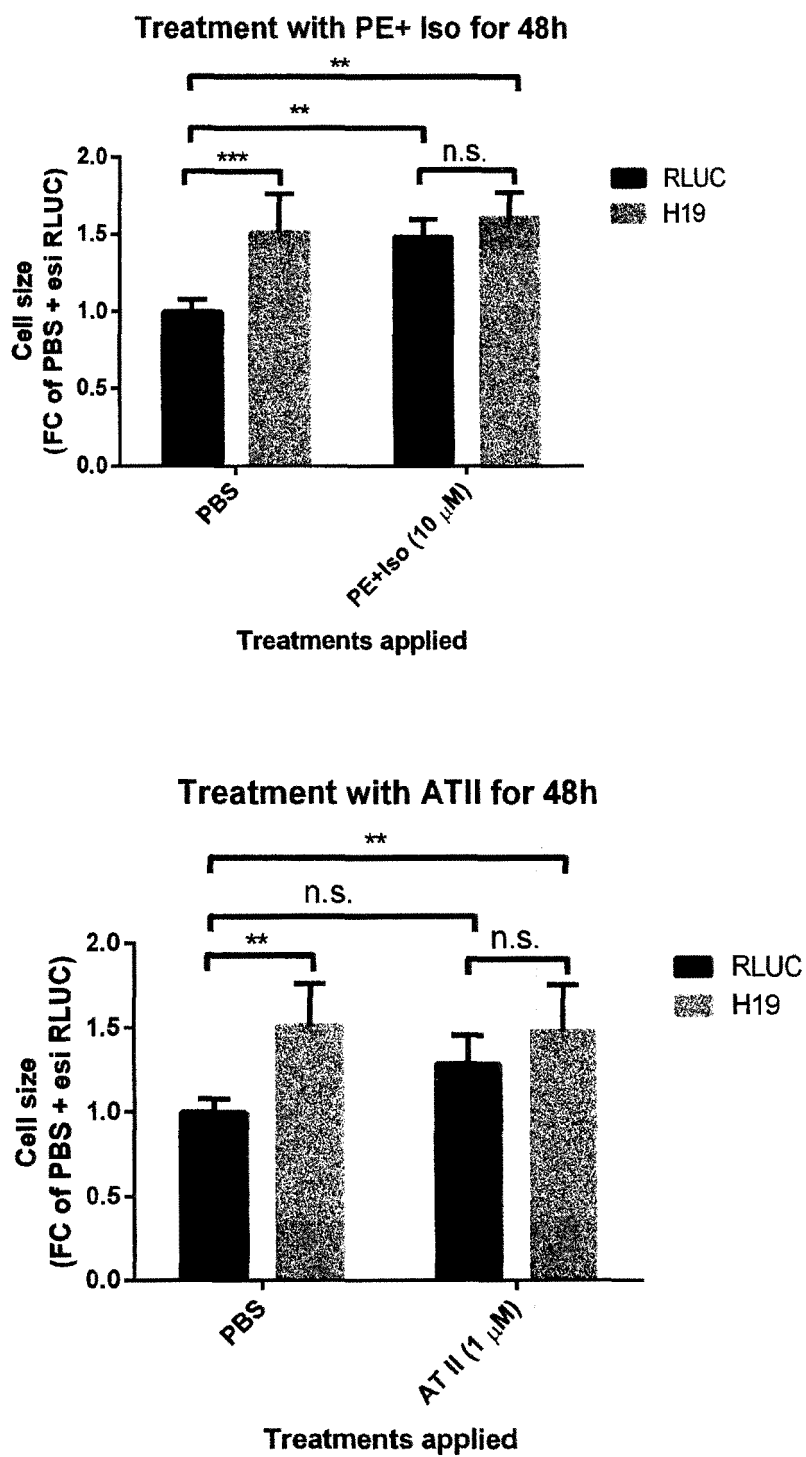 Treatment with PE+ Iso for 48h
**
**
***
n.s.
RLUC
H19
Cell size
(FC of PBS + esi RLUC)
2.0
1.5
1.0
0.5
0.0
PBS
PE+Iso (10 μM)
Treatments applied
Treatment with ATII for 48h
**
n.s.
**
n.s.
RLUC
H19
Cell size
(FC of PBS + esi RLUC)
2.0
1.5
1.0
0.5
0.0
PBS
AT II (1 μM)
Treatments applied